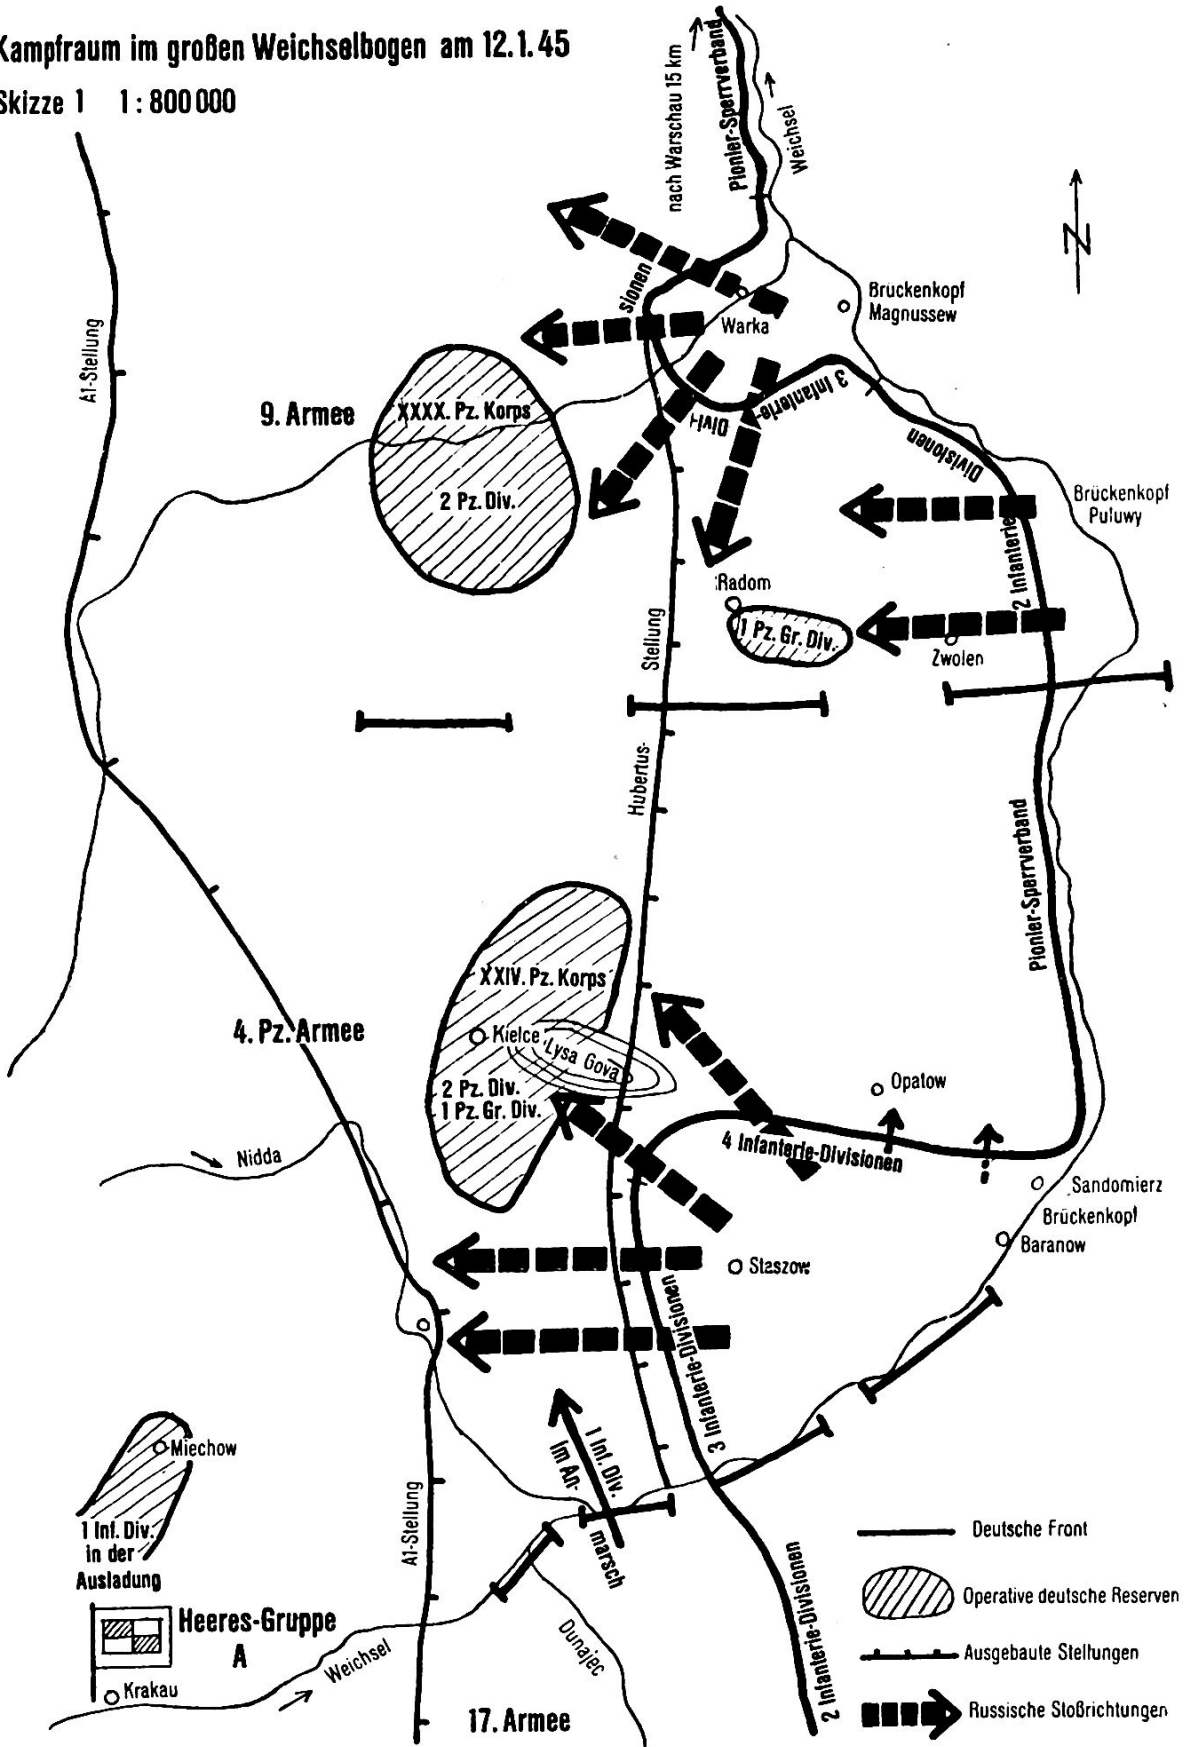 Kampfraum im großen Weichselbogen am 12.1.45
Skizze 1 1:800 000
nach Warschau 15 km
Pionier-Sperrverband
Weichsel
N
A1-Stellung
sionen
Warka
Brückenkopf
Magnussew
9. Armee
XXXX. Pz. Korps
2 Pz. Div.
3 Infanterie-
Divi-
Divisionen
2 Infanterie
Brückenkopf
Puluwy
Radom
1 Pz. Gr. Div.
Zwolen
Stellung
Hubertus-
Pionier-Sperrverband
XXIV. Pz. Korps
4. Pz. Armee
Kielce
Lysa Gova
2 Pz. Div.
1 Pz. Gr. Div.
Opatow
4 Infanterie-Divisionen
Nidda
Sandomierz
Brückenkopf
Baranow
Staszow
3 Infanterie-Divisionen
1 Inf. Div.
im An-
marsch
Miechow
1 Inf. Div.
in der
Ausladung
A1-Stellung
Heeres-Gruppe
A
Krakau
Weichsel
Dunajec
17. Armee
2 Infanterie-Divisionen
Deutsche Front
Operative deutsche Reserven
Ausgebaute Stellungen
Russische Stoßrichtungen